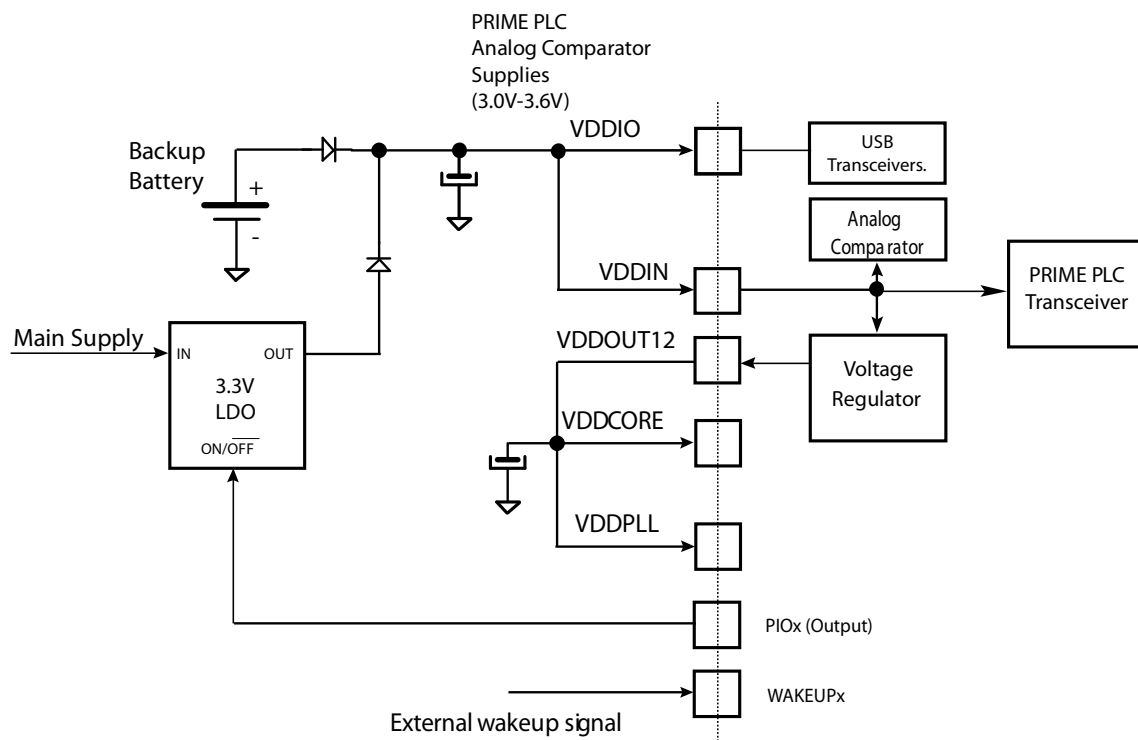 PRIME PLC
Analog Comparator
Supplies
(3.0V-3.6V)
VDDIO
USB
Transceivers.
Backup
Battery
+
-
Analog
Comparator
VDDIN
PRIME PLC
Transceiver
Main Supply
IN
OUT
3.3V
LDO
ON/OFF
VDDOUT12
Voltage
Regulator
VDDCORE
VDDPLL
PIOx (Output)
WAKEUPx
External wakeup signal